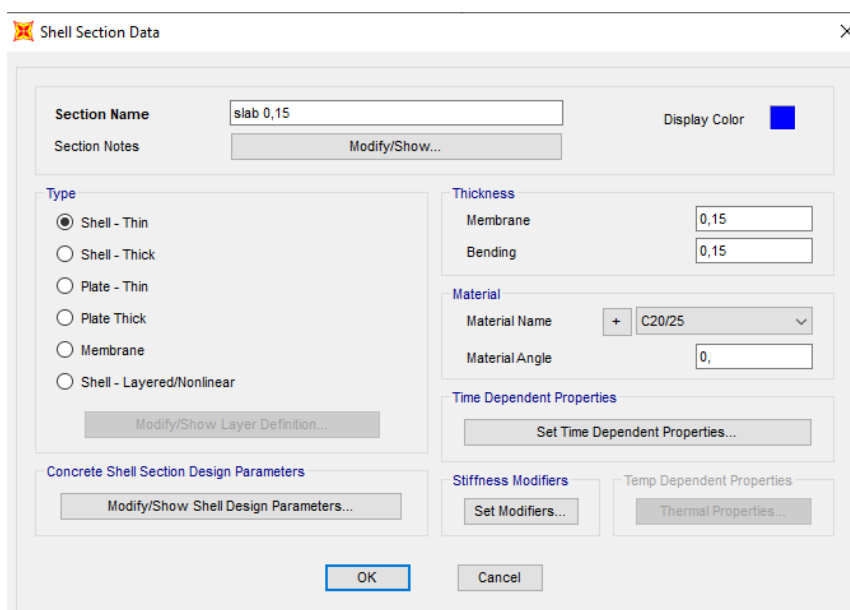 Shell Section Data
Section Name
slab 0,15
Display Color
Section Notes
Modify/Show...
Type
Shell - Thin
Shell - Thick
Plate - Thin
Plate Thick
Membrane
Shell - Layered/Nonlinear
Modify/Show Layer Definition...
Concrete Shell Section Design Parameters
Modify/Show Shell Design Parameters...
Thickness
Membrane
0,15
Bending
0,15
Material
Material Name
+
C20/25
Material Angle
0,
Time Dependent Properties
Set Time Dependent Properties...
Stiffness Modifiers
Set Modifiers...
Temp Dependent Properties
Thermal Properties...
OK
Cancel